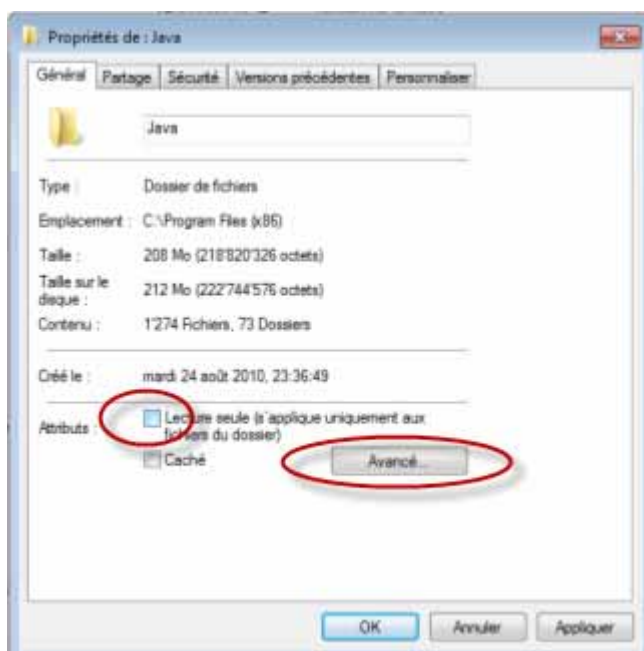 Propriétés de : Java
Général Partage Sécurité Versions précédentes Personnaliser
Java
Type : Dossier de fichiers
Emplacement : C:\Program Files (x86)
Taille : 208 Mo (218'820'326 octets)
Taille sur le
disque : 212 Mo (222'744'576 octets)
Contenu : 1'274 Fichiers, 73 Dossiers
Créé le : mardi 24 août 2010, 23:36:49
Attributs : Lecture seule (s'applique uniquement aux
fichiers du dossier)
Caché Avancé...
OK Annuler Appliquer